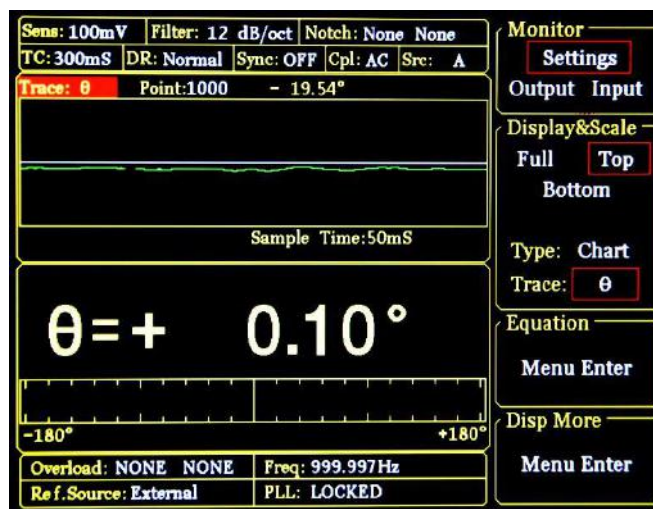 Sens: 100mV Filter: 12 dB/oct Notch: None None
TC: 300mS DR: Normal Sync: OFF Cpl: AC Src: A
Trace: θ Point:1000 - 19.54°
Sample Time:50mS
θ=+ 0.10°
-180° +180°
Overload: NONE NONE Freq: 999.997Hz
Ref.Source: External PLL: LOCKED
Monitor
Settings
Output Input
Display&Scale
Full Top
Bottom
Type: Chart
Trace: θ
Equation
Menu Enter
Disp More
Menu Enter